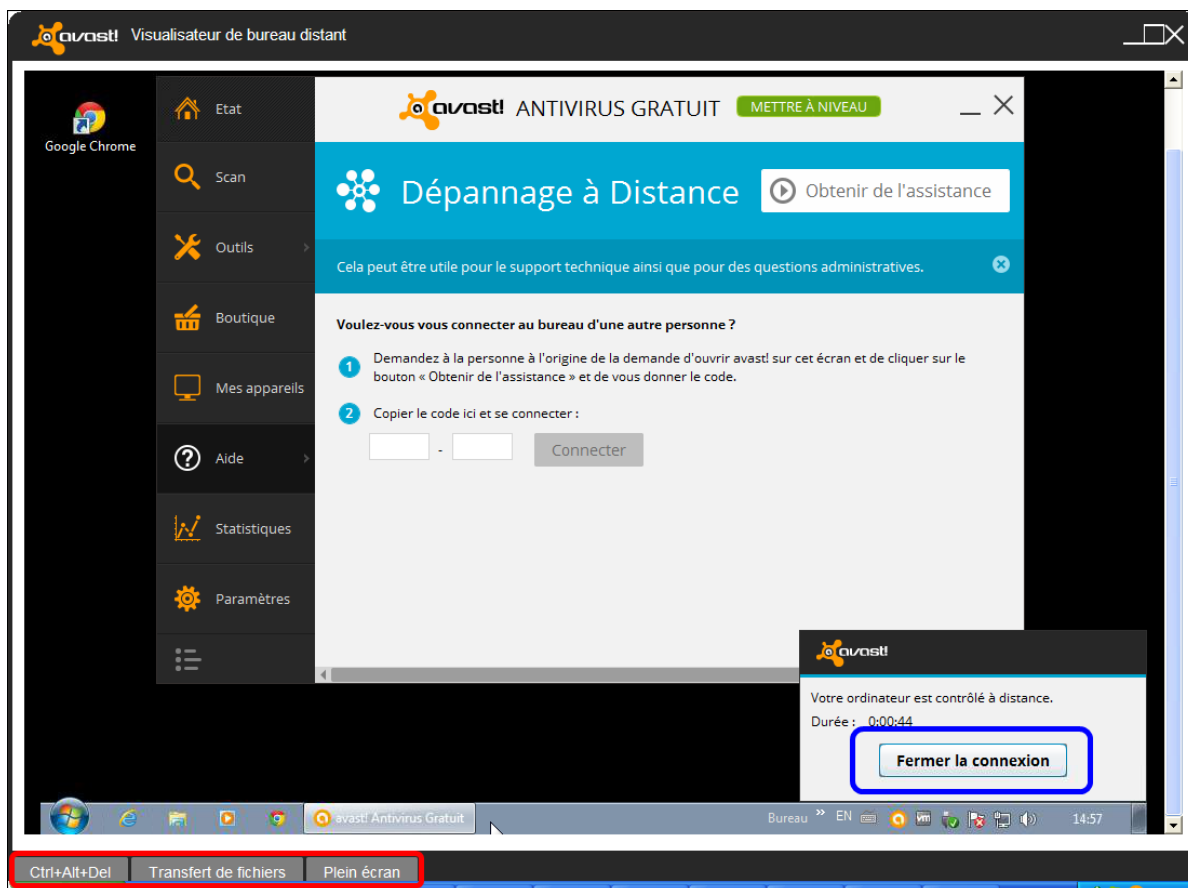 avast! Visualisateur de bureau distant
Google Chrome
Etat
Scan
Outils
Boutique
Mes appareils
Aide
Statistiques
Paramètres
avast! ANTIVIRUS GRATUIT METTRE À NIVEAU
Dépannage à Distance Obtenir de l'assistance
Cela peut être utile pour le support technique ainsi que pour des questions administratives.
Voulez-vous vous connecter au bureau d'une autre personne ?
1 Demandez à la personne à l'origine de la demande d'ouvrir avast! sur cet écran et de cliquer sur le
bouton « Obtenir de l'assistance » et de vous donner le code.
2 Copier le code ici et se connecter :
- Connecter
avast!
Votre ordinateur est contrôlé à distance.
Durée : 0:00:44
Fermer la connexion
avast! Antivirus Gratuit Bureau » EN 14:57
Ctrl+Alt+Del Transfert de fichiers Plein écran